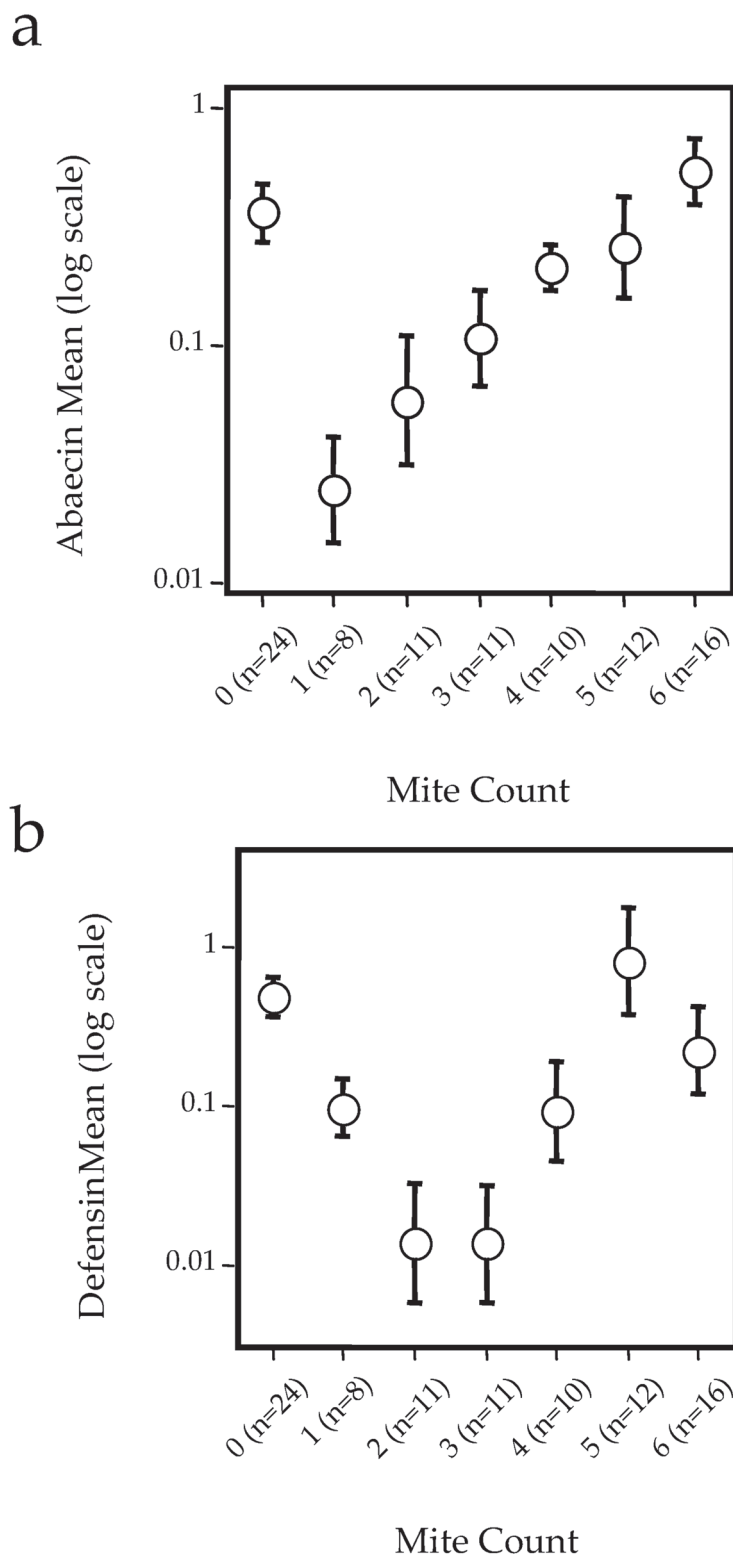 a
Abaecin Mean (log scale)
1
0.1
0.01
0 (n=24)
1 (n=8)
2 (n=11)
3 (n=11)
4 (n=10)
5 (n=12)
6 (n=16)
Mite Count
b
DefensinMean (log scale)
1
0.1
0.01
0 (n=24)
1 (n=8)
2 (n=11)
3 (n=11)
4 (n=10)
5 (n=12)
6 (n=16)
Mite Count